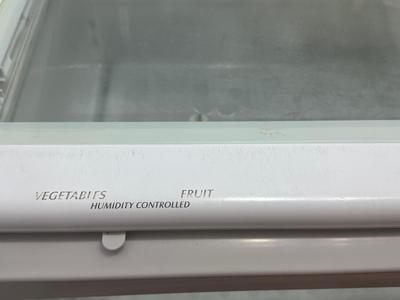 VEGETABLES FRUIT
HUMIDITY CONTROLLED